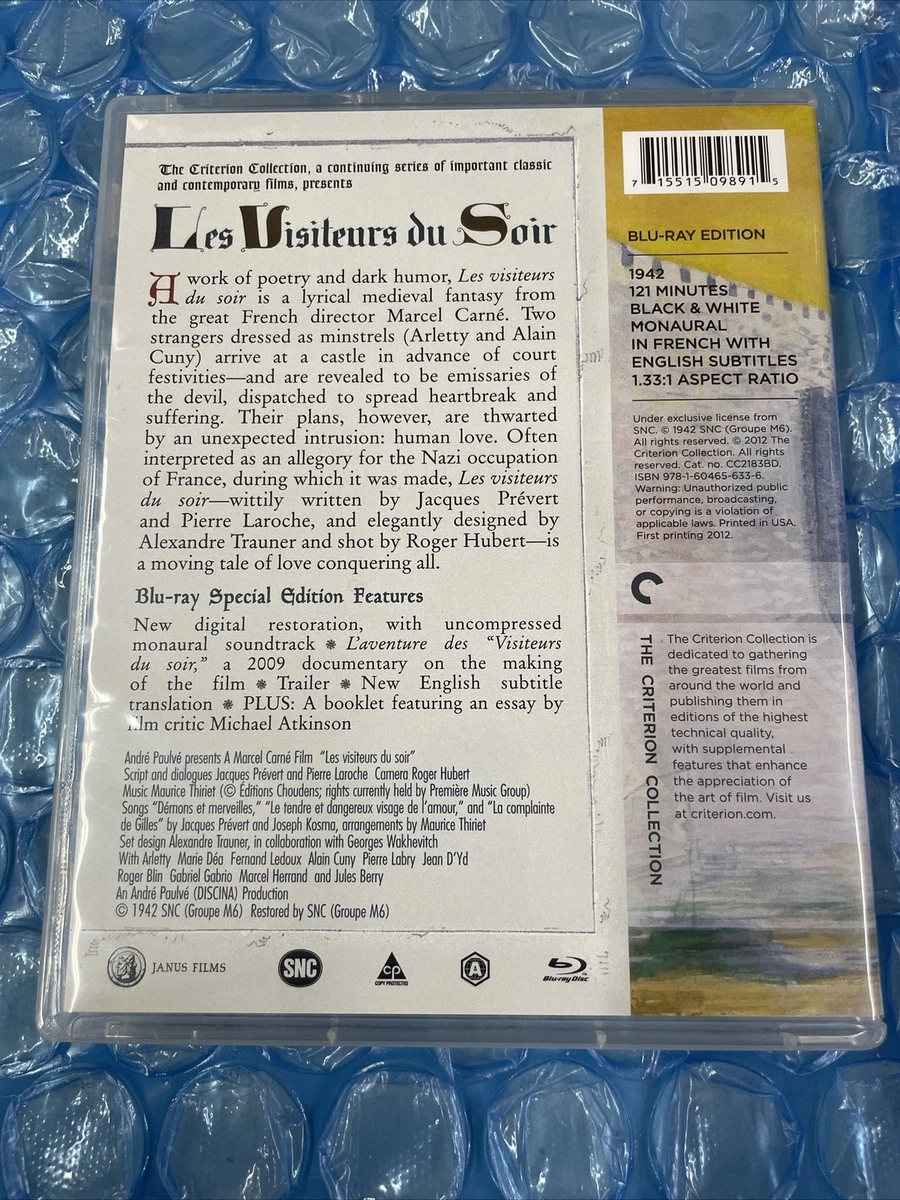 The Criterion Collection, a continuing series of important classic
and contemporary films, presents
Les Visiteurs du Soir
A work of poetry and dark humor, Les visiteurs
du soir is a lyrical medieval fantasy from
the great French director Marcel Carné. Two
strangers dressed as minstrels (Arletty and Alain
Cuny) arrive at a castle in advance of court
festivities—and are revealed to be emissaries of
the devil, dispatched to spread heartbreak and
suffering. Their plans, however, are thwarted
by an unexpected intrusion: human love. Often
interpreted as an allegory for the Nazi occupation
of France, during which it was made, Les visiteurs
du soir—wittily written by Jacques Prévert
and Pierre Laroche, and elegantly designed by
Alexandre Trauner and shot by Roger Hubert—is
a moving tale of love conquering all.
Blu-ray Special Edition Features
New digital restoration, with uncompressed
monaural soundtrack ❋ L'aventure des “Visiteurs
du soir,” a 2009 documentary on the making
of the film ❋ Trailer ❋ New English subtitle
translation ❋ PLUS: A booklet featuring an essay by
film critic Michael Atkinson
André Paulvé presents A Marcel Carné Film “Les visiteurs du soir”
Script and dialogues Jacques Prévert and Pierre Laroche Camera Roger Hubert
Music Maurice Thiriet (© Éditions Choudens; rights currently held by Première Music Group)
Songs “Démons et merveilles,” “Le tendre et dangereux visage de l'amour,” and “La complainte
de Gilles” by Jacques Prévert and Joseph Kosma, arrangements by Maurice Thiriet
Set design Alexandre Trauner, in collaboration with Georges Wakhevitch
With Arletty Marie Déa Fernand Ledoux Alain Cuny Pierre Labry Jean D'Yd
Roger Blin Gabriel Gabrio Marcel Herrand and Jules Berry
An André Paulvé (DISCINA) Production
© 1942 SNC (Groupe M6) Restored by SNC (Groupe M6)
JANUS FILMS
SNC
CP
COPY PROTECTED
A
Blu-ray Disc
7 15515 09891 5
BLU-RAY EDITION
1942
121 MINUTES
BLACK & WHITE
MONAURAL
IN FRENCH WITH
ENGLISH SUBTITLES
1.33:1 ASPECT RATIO
Under exclusive license from
SNC. © 1942 SNC (Groupe M6).
All rights reserved. © 2012 The
Criterion Collection. All rights
reserved. Cat. no. CC2183BD.
ISBN 978-1-60465-633-6.
Warning: Unauthorized public
performance, broadcasting,
or copying is a violation of
applicable laws. Printed in USA.
First printing 2012.
THE CRITERION COLLECTION
The Criterion Collection is
dedicated to gathering
the greatest films from
around the world and
publishing them in
editions of the highest
technical quality,
with supplemental
features that enhance
the appreciation of
the art of film. Visit us
at criterion.com.